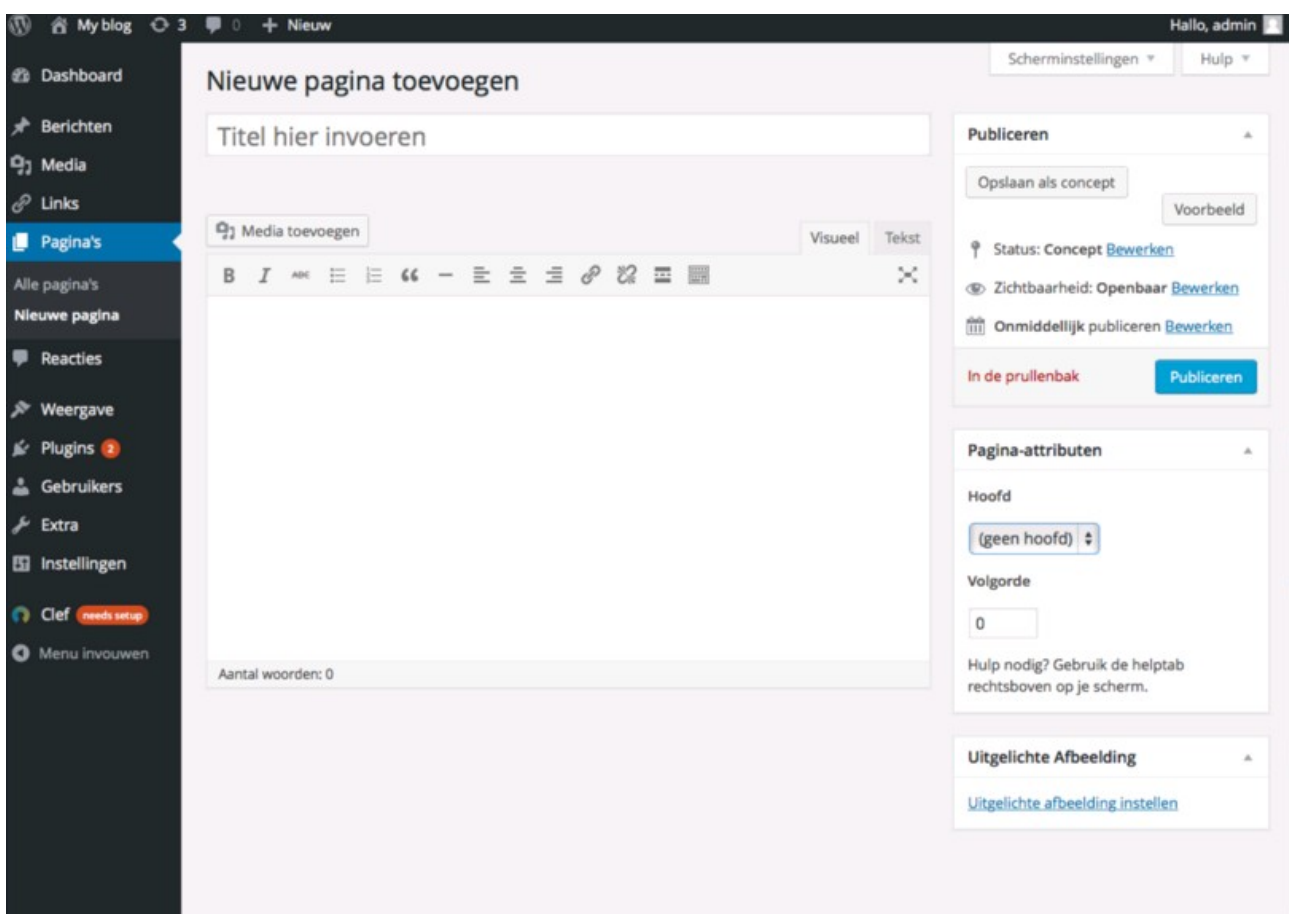 My blog 3 0 + Nieuw Hallo, admin
Scherminstellingen Hulp
Dashboard
Berichten
Media
Links
Pagina's
Alle pagina's
Nieuwe pagina
Reacties
Weergave
Plugins 2
Gebruikers
Extra
Instellingen
Clef needs setup
Menu invouwen
Nieuwe pagina toevoegen
Titel hier invoeren
Media toevoegen
Visueel Tekst
B I ABC
Aantal woorden: 0
Publiceren
Opslaan als concept
Voorbeeld
Status: Concept Bewerken
Zichtbaarheid: Openbaar Bewerken
Onmiddellijk publiceren Bewerken
In de prullenbak Publiceren
Pagina-attributen
Hoofd
(geen hoofd)
Volgorde
0
Hulp nodig? Gebruik de helptab
rechtsboven op je scherm.
Uitgelichte Afbeelding
Uitgelichte afbeelding instellen